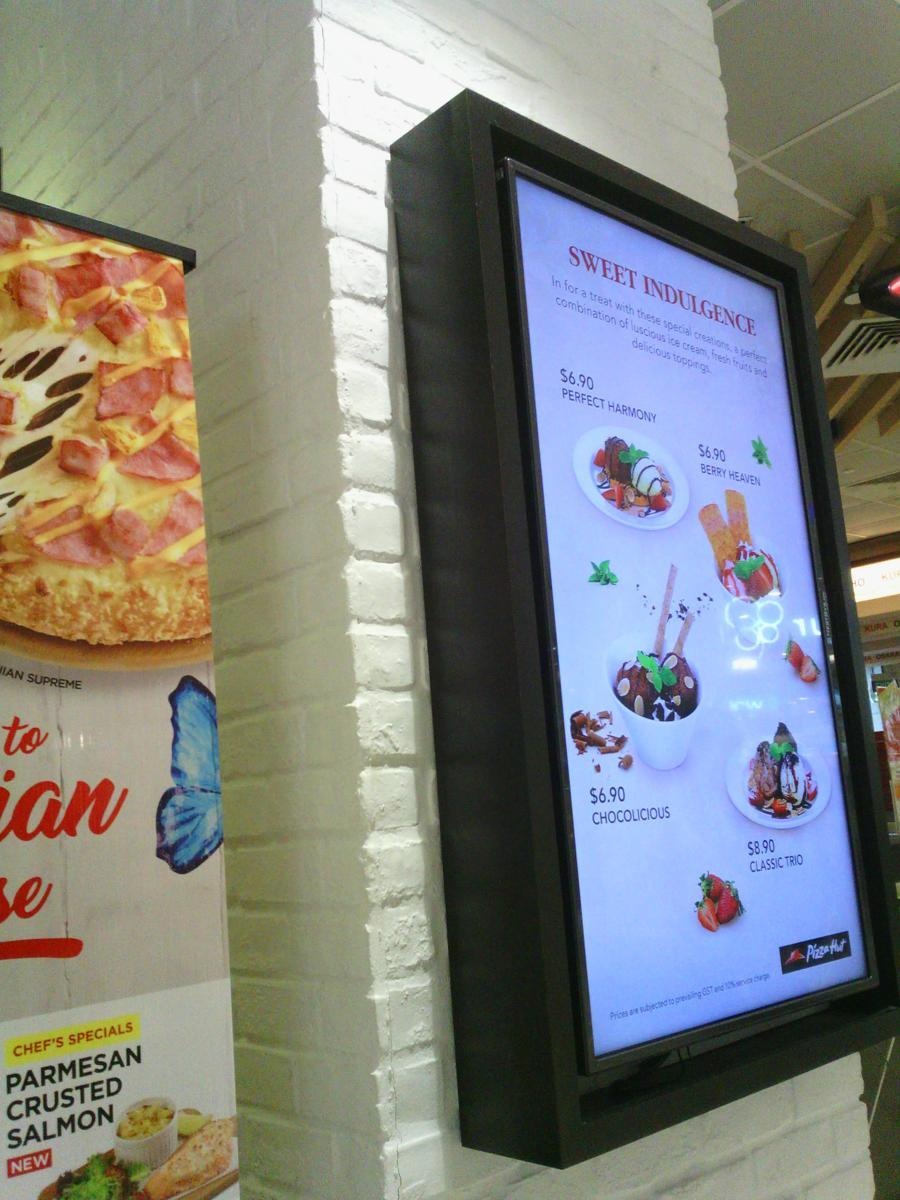 SWEET INDULGENCE
In for a treat with these special creations, a perfect
combination of luscious ice cream, fresh fruits and
delicious toppings.
$6.90
PERFECT HARMONY
$6.90
BERRY HEAVEN
$6.90
CHOCOLICIOUS
$8.90
CLASSIC TRIO
Pizza Hut
Prices are subjected to prevailing GST and 10% service charge.
IAN SUPREME
to
ian
se
CHEF'S SPECIALS
PARMESAN
CRUSTED
SALMON
NEW
KURA